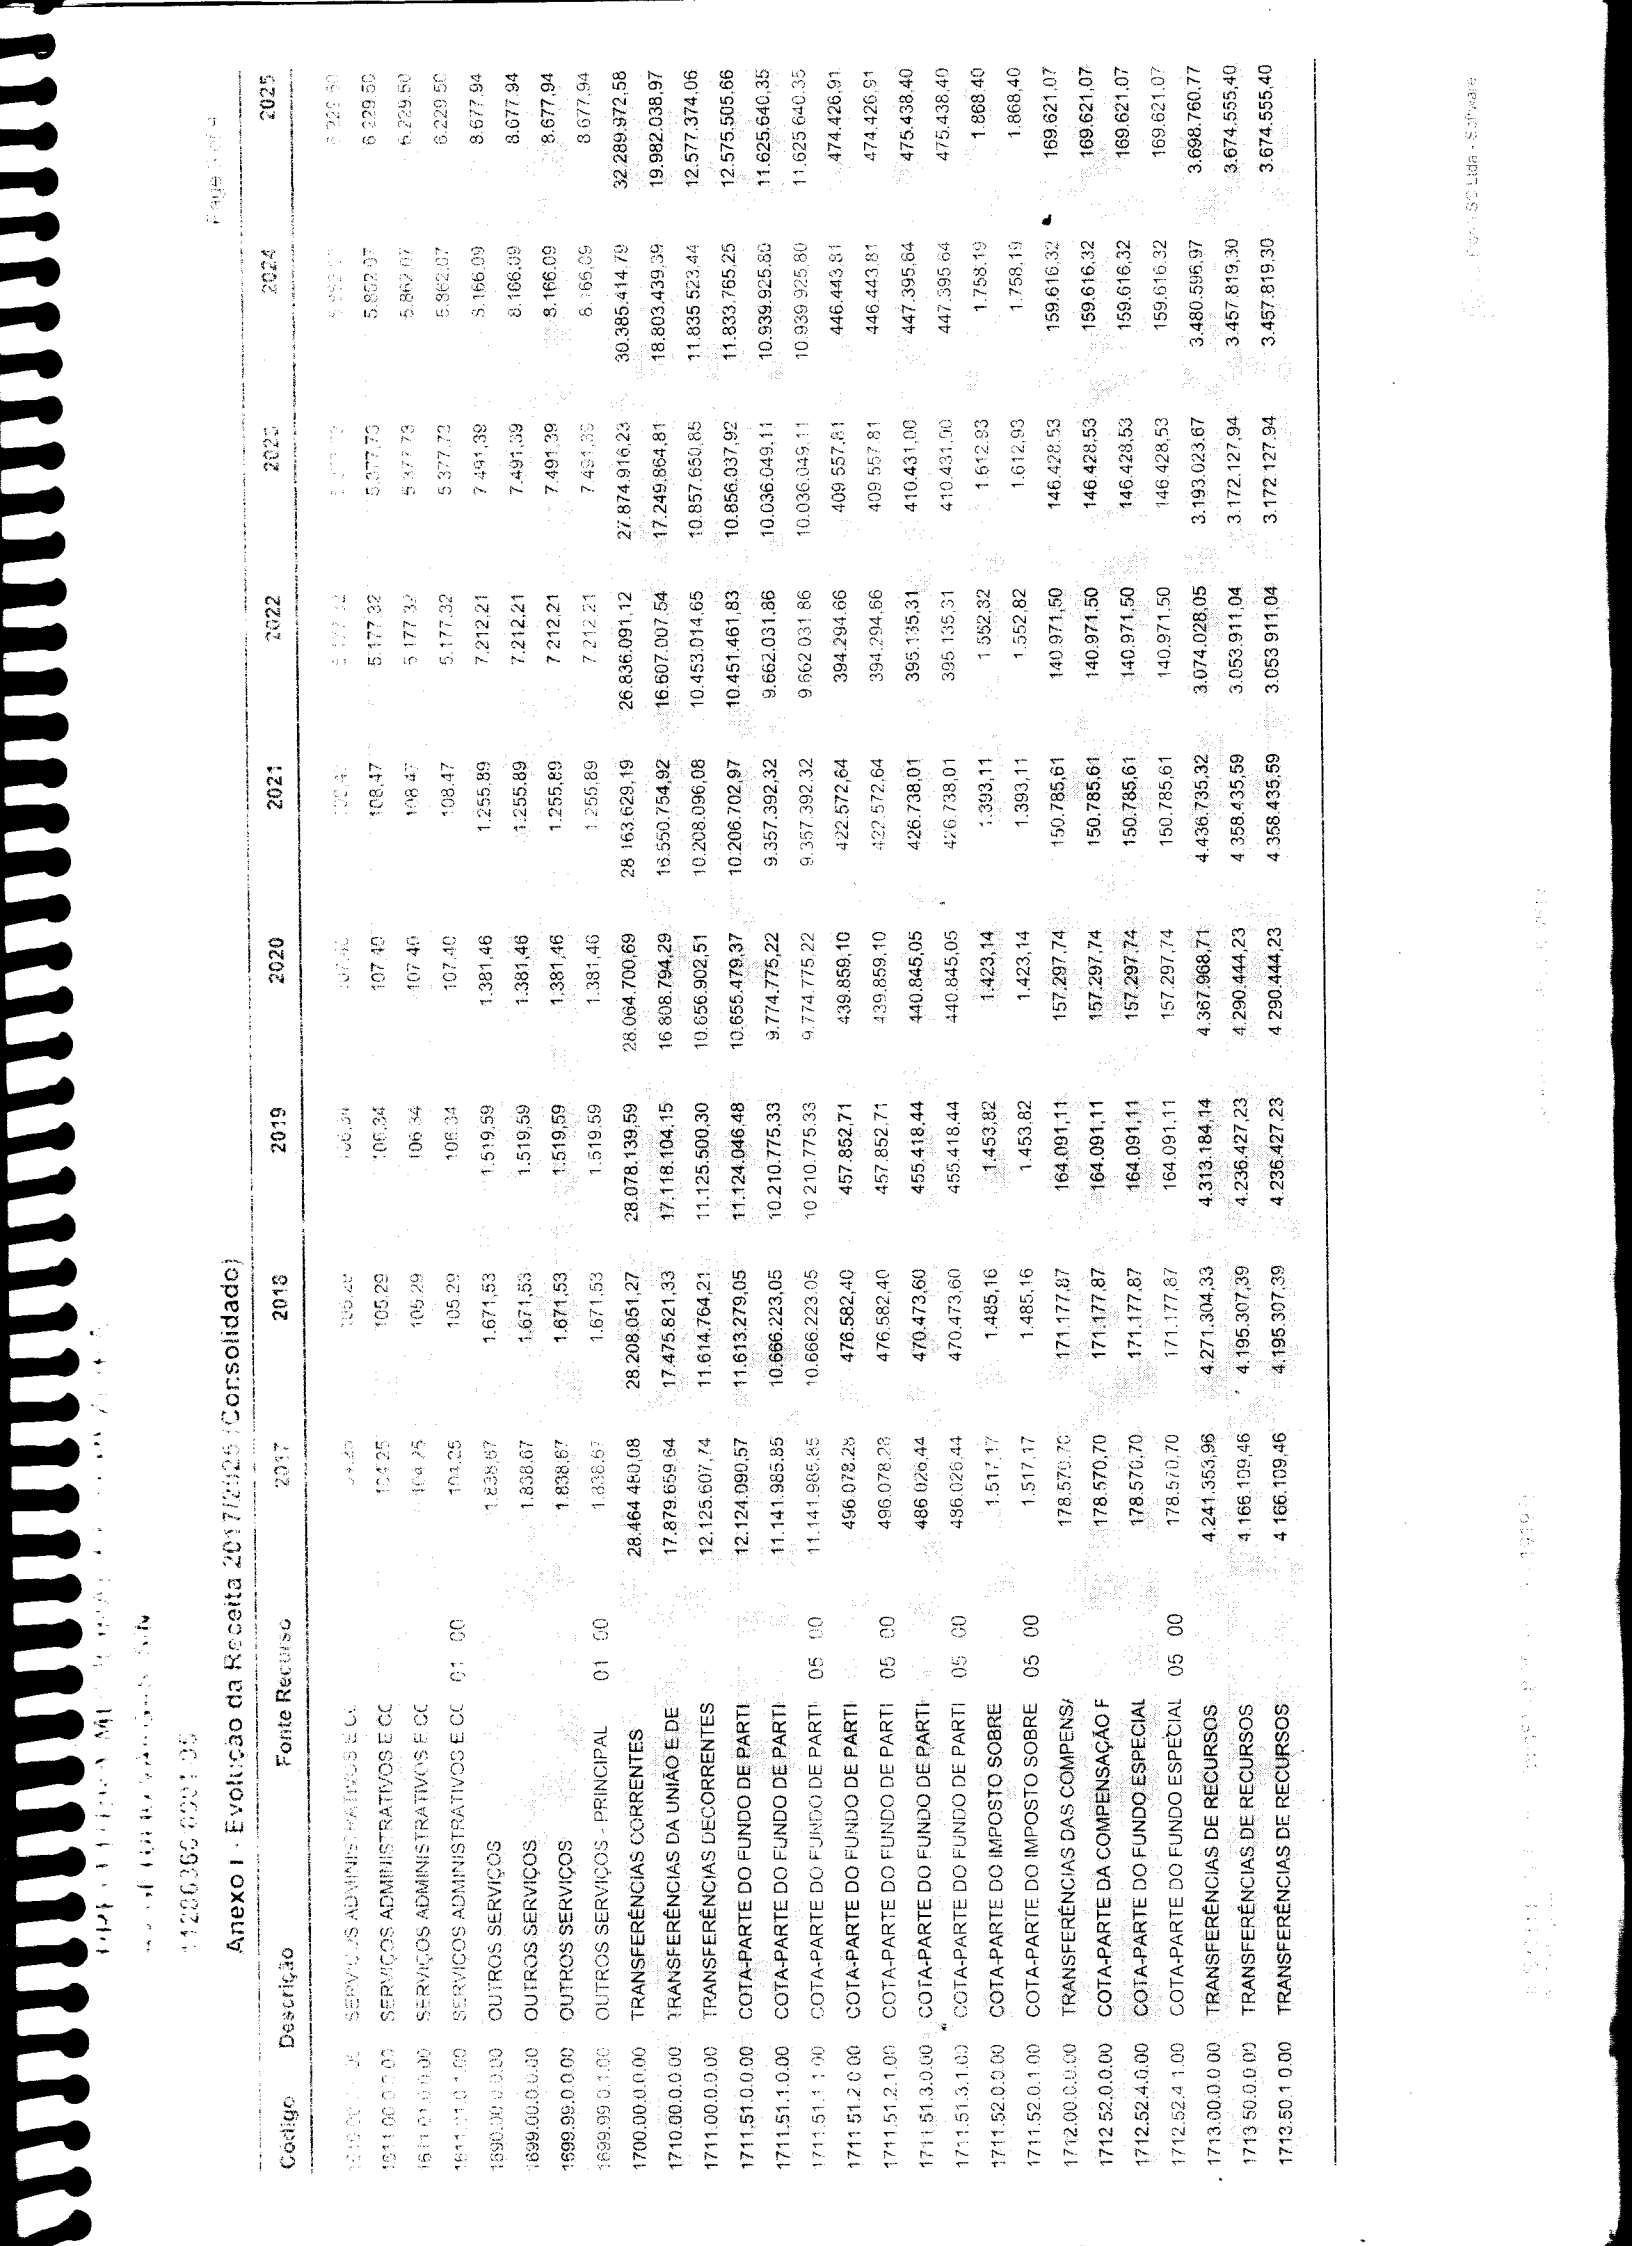 Anexo I - Evolução da Receita 2017/2025 (Consolidado)
Código Descrição Fonte Recurso 2017 2018 2019 2020 2021 2022 2023 2024 2025
1611.00.0.0.00 SERVIÇOS ADMINISTRATIVOS E CC 104,25 105,29 106,34 107,40 108,47 5.177,32 5.377,73 5.862,07 6.229,50
SERVIÇOS ADMINISTRATIVOS E CC 104,25 105,29 106,34 107,40 108,47 5.177,32 5.377,73 5.862,07 6.229,50
SERVIÇOS ADMINISTRATIVOS E CC 01 00 104,25 105,29 106,34 107,40 108,47 5.177,32 5.377,73 5.862,07 6.229,50
1690.00.0.0.00 OUTROS SERVIÇOS 1.838,67 1.671,53 1.519,59 1.381,46 1.255,89 7.212,21 7.491,39 8.166,09 8.677,94
1699.00.0.0.00 OUTROS SERVIÇOS 1.838,67 1.671,53 1.519,59 1.381,46 1.255,89 7.212,21 7.491,39 8.166,09 8.677,94
1699.99.0.0.00 OUTROS SERVIÇOS 1.838,67 1.671,53 1.519,59 1.381,46 1.255,89 7.212,21 7.491,39 8.166,09 8.677,94
1699.99.0.1.00 OUTROS SERVIÇOS - PRINCIPAL 01 00 1.838,67 1.671,53 1.519,59 1.381,46 1.255,89 7.212,21 7.491,39 8.166,09 8.677,94
1700.00.0.0.00 TRANSFERÊNCIAS CORRENTES 28.464.480,08 28.208.051,27 28.078.139,59 28.064.700,69 28.163.629,19 26.836.091,12 27.874.916,23 30.385.414,79 32.289.972,58
1710.00.0.0.00 TRANSFERÊNCIAS DA UNIÃO E DE 17.879.659,64 17.475.821,33 17.118.104,15 16.808.794,29 16.550.754,92 16.607.007,54 17.249.864,81 18.803.439,39 19.982.038,97
1711.00.0.0.00 TRANSFERÊNCIAS DECORRENTES 12.125.607,74 11.614.764,21 11.125.500,30 10.656.902,51 10.208.096,08 10.453.014,65 10.857.650,85 11.835.523,44 12.577.374,06
1711.51.0.0.00 COTA-PARTE DO FUNDO DE PARTI 12.124.090,57 11.613.279,05 11.124.046,48 10.655.479,37 10.206.702,97 10.451.461,83 10.856.037,92 11.833.765,25 12.575.505,66
1711.51.1.0.00 COTA-PARTE DO FUNDO DE PARTI 11.141.985,85 10.666.223,05 10.210.775,33 9.774.775,22 9.357.392,32 9.662.031,86 10.036.049,11 10.939.925,80 11.625.640,35
1711.51.1.1.00 COTA-PARTE DO FUNDO DE PARTI 05 00 11.141.985,85 10.666.223,05 10.210.775,33 9.774.775,22 9.357.392,32 9.662.031,86 10.036.049,11 10.939.925,80 11.625.640,35
1711.51.2.0.00 COTA-PARTE DO FUNDO DE PARTI 496.078,28 476.582,40 457.852,71 439.859,10 422.572,64 394.294,66 409.557,81 446.443,81 474.426,91
1711.51.2.1.00 COTA-PARTE DO FUNDO DE PARTI 05 00 496.078,28 476.582,40 457.852,71 439.859,10 422.572,64 394.294,66 409.557,81 446.443,81 474.426,91
1711.51.3.0.00 COTA-PARTE DO FUNDO DE PARTI 486.026,44 470.473,60 455.418,44 440.845,05 426.738,01 395.135,31 410.431,00 447.395,64 475.438,40
1711.51.3.1.00 COTA-PARTE DO FUNDO DE PARTI 05 00 486.026,44 470.473,60 455.418,44 440.845,05 426.738,01 395.135,31 410.431,00 447.395,64 475.438,40
1711.52.0.0.00 COTA-PARTE DO IMPOSTO SOBRE 1.517,17 1.485,16 1.453,82 1.423,14 1.393,11 1.552,82 1.612,93 1.758,19 1.868,40
1711.52.0.1.00 COTA-PARTE DO IMPOSTO SOBRE 05 00 1.517,17 1.485,16 1.453,82 1.423,14 1.393,11 1.552,82 1.612,93 1.758,19 1.868,40
1712.00.0.0.00 TRANSFERÊNCIAS DAS COMPENSA 178.570,70 171.177,87 164.091,11 157.297,74 150.785,61 140.971,50 146.428,53 159.616,32 169.621,07
1712.52.0.0.00 COTA-PARTE DA COMPENSAÇÃO F 178.570,70 171.177,87 164.091,11 157.297,74 150.785,61 140.971,50 146.428,53 159.616,32 169.621,07
1712.52.4.0.00 COTA-PARTE DO FUNDO ESPECIAL 178.570,70 171.177,87 164.091,11 157.297,74 150.785,61 140.971,50 146.428,53 159.616,32 169.621,07
1712.52.4.1.00 COTA-PARTE DO FUNDO ESPECIAL 05 00 178.570,70 171.177,87 164.091,11 157.297,74 150.785,61 140.971,50 146.428,53 159.616,32 169.621,07
1713.00.0.0.00 TRANSFERÊNCIAS DE RECURSOS 4.241.353,96 4.271.304,33 4.313.184,14 4.367.968,71 4.436.735,32 3.074.028,05 3.193.023,67 3.480.596,97 3.698.760,77
1713.50.0.0.00 TRANSFERÊNCIAS DE RECURSOS 4.166.109,46 4.195.307,39 4.236.427,23 4.290.444,23 4.358.435,59 3.053.911,04 3.172.127,94 3.457.819,30 3.674.555,40
1713.50.1.0.00 TRANSFERÊNCIAS DE RECURSOS 4.166.109,46 4.195.307,39 4.236.427,23 4.290.444,23 4.358.435,59 3.053.911,04 3.172.127,94 3.457.819,30 3.674.555,40